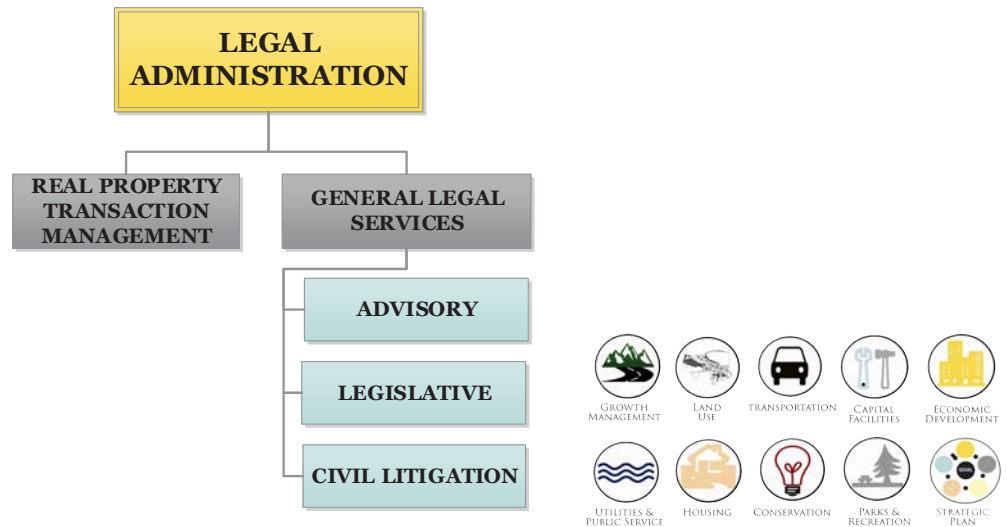 LEGAL
ADMINISTRATION
REAL PROPERTY
TRANSACTION
MANAGEMENT
GENERAL LEGAL
SERVICES
ADVISORY
LEGISLATIVE
CIVIL LITIGATION
GROWTH
MANAGEMENT
LAND
USE
TRANSPORTATION
CAPITAL
FACILITIES
ECONOMIC
DEVELOPMENT
UTILITIES &
PUBLIC SERVICE
HOUSING
CONSERVATION
PARKS &
RECREATION
GOAL
STRATEGIC
PLAN